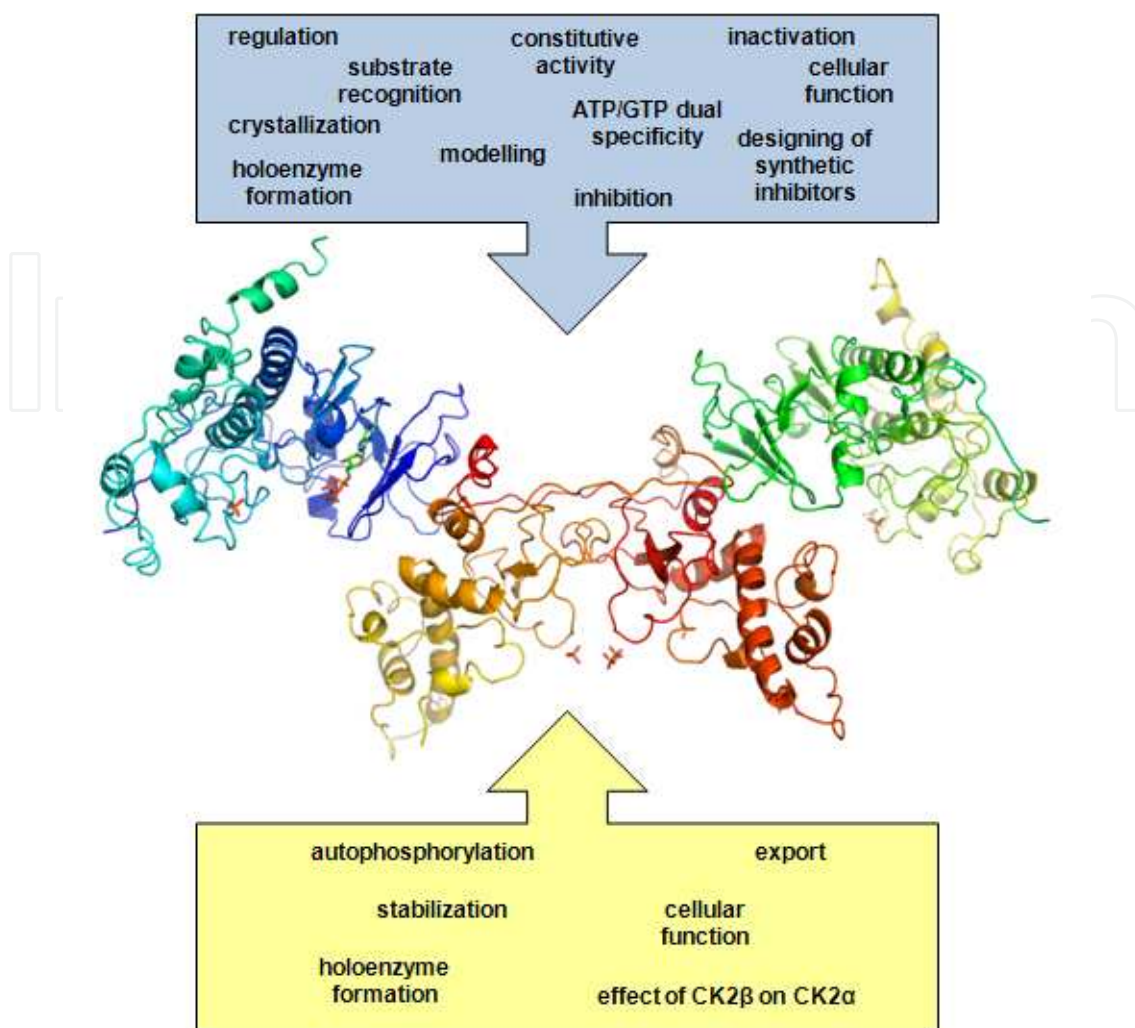 regulation
constitutive
activity
inactivation
substrate
recognition
cellular
function
crystallization
ATP/GTP dual
specificity
modelling
designing of
synthetic
inhibitors
holoenzyme
formation
inhibition
autophosphorylation
export
stabilization
cellular
function
holoenzyme
formation
effect of CK2β on CK2α